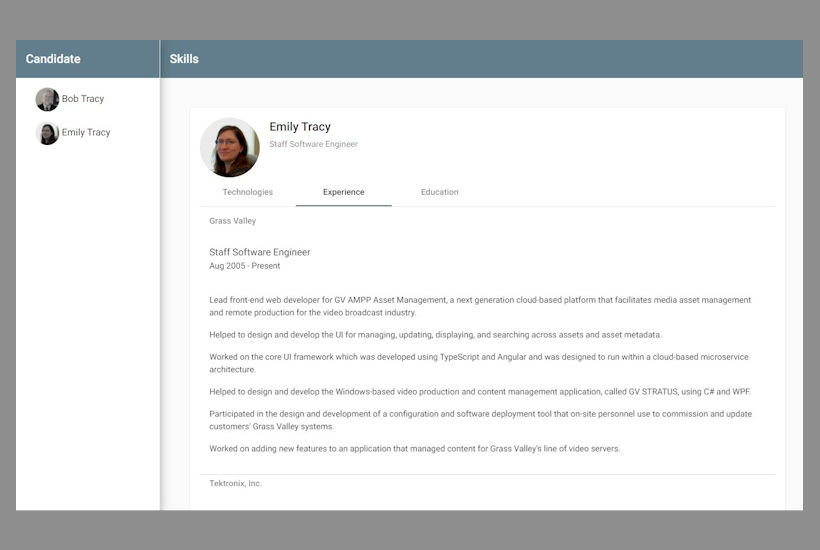 Candidate
Skills
Bob Tracy
Emily Tracy
Emily Tracy
Staff Software Engineer
Technologies
Experience
Education
Grass Valley
Staff Software Engineer
Aug 2005 - Present
Lead front-end web developer for GV AMPP Asset Management, a next generation cloud-based platform that facilitates media asset management
and remote production for the video broadcast industry.
Helped to design and develop the UI for managing, updating, displaying, and searching across assets and asset metadata.
Worked on the core UI framework which was developed using TypeScript and Angular and was designed to run within a cloud-based microservice
architecture.
Helped to design and develop the Windows-based video production and content management application, called GV STRATUS, using C# and WPF.
Participated in the design and development of a configuration and software deployment tool that on-site personnel use to commission and update
customers' Grass Valley systems.
Worked on adding new features to an application that managed content for Grass Valley's line of video servers.
Tektronix, Inc.